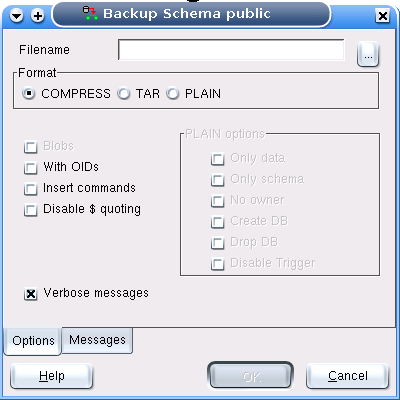 Backup Schema public
Filename
...
Format
COMPRESS TAR PLAIN
Blobs
With OIDs
Insert commands
Disable $ quoting
PLAIN options
Only data
Only schema
No owner
Create DB
Drop DB
Disable Trigger
Verbose messages
Options Messages
Help OK Cancel